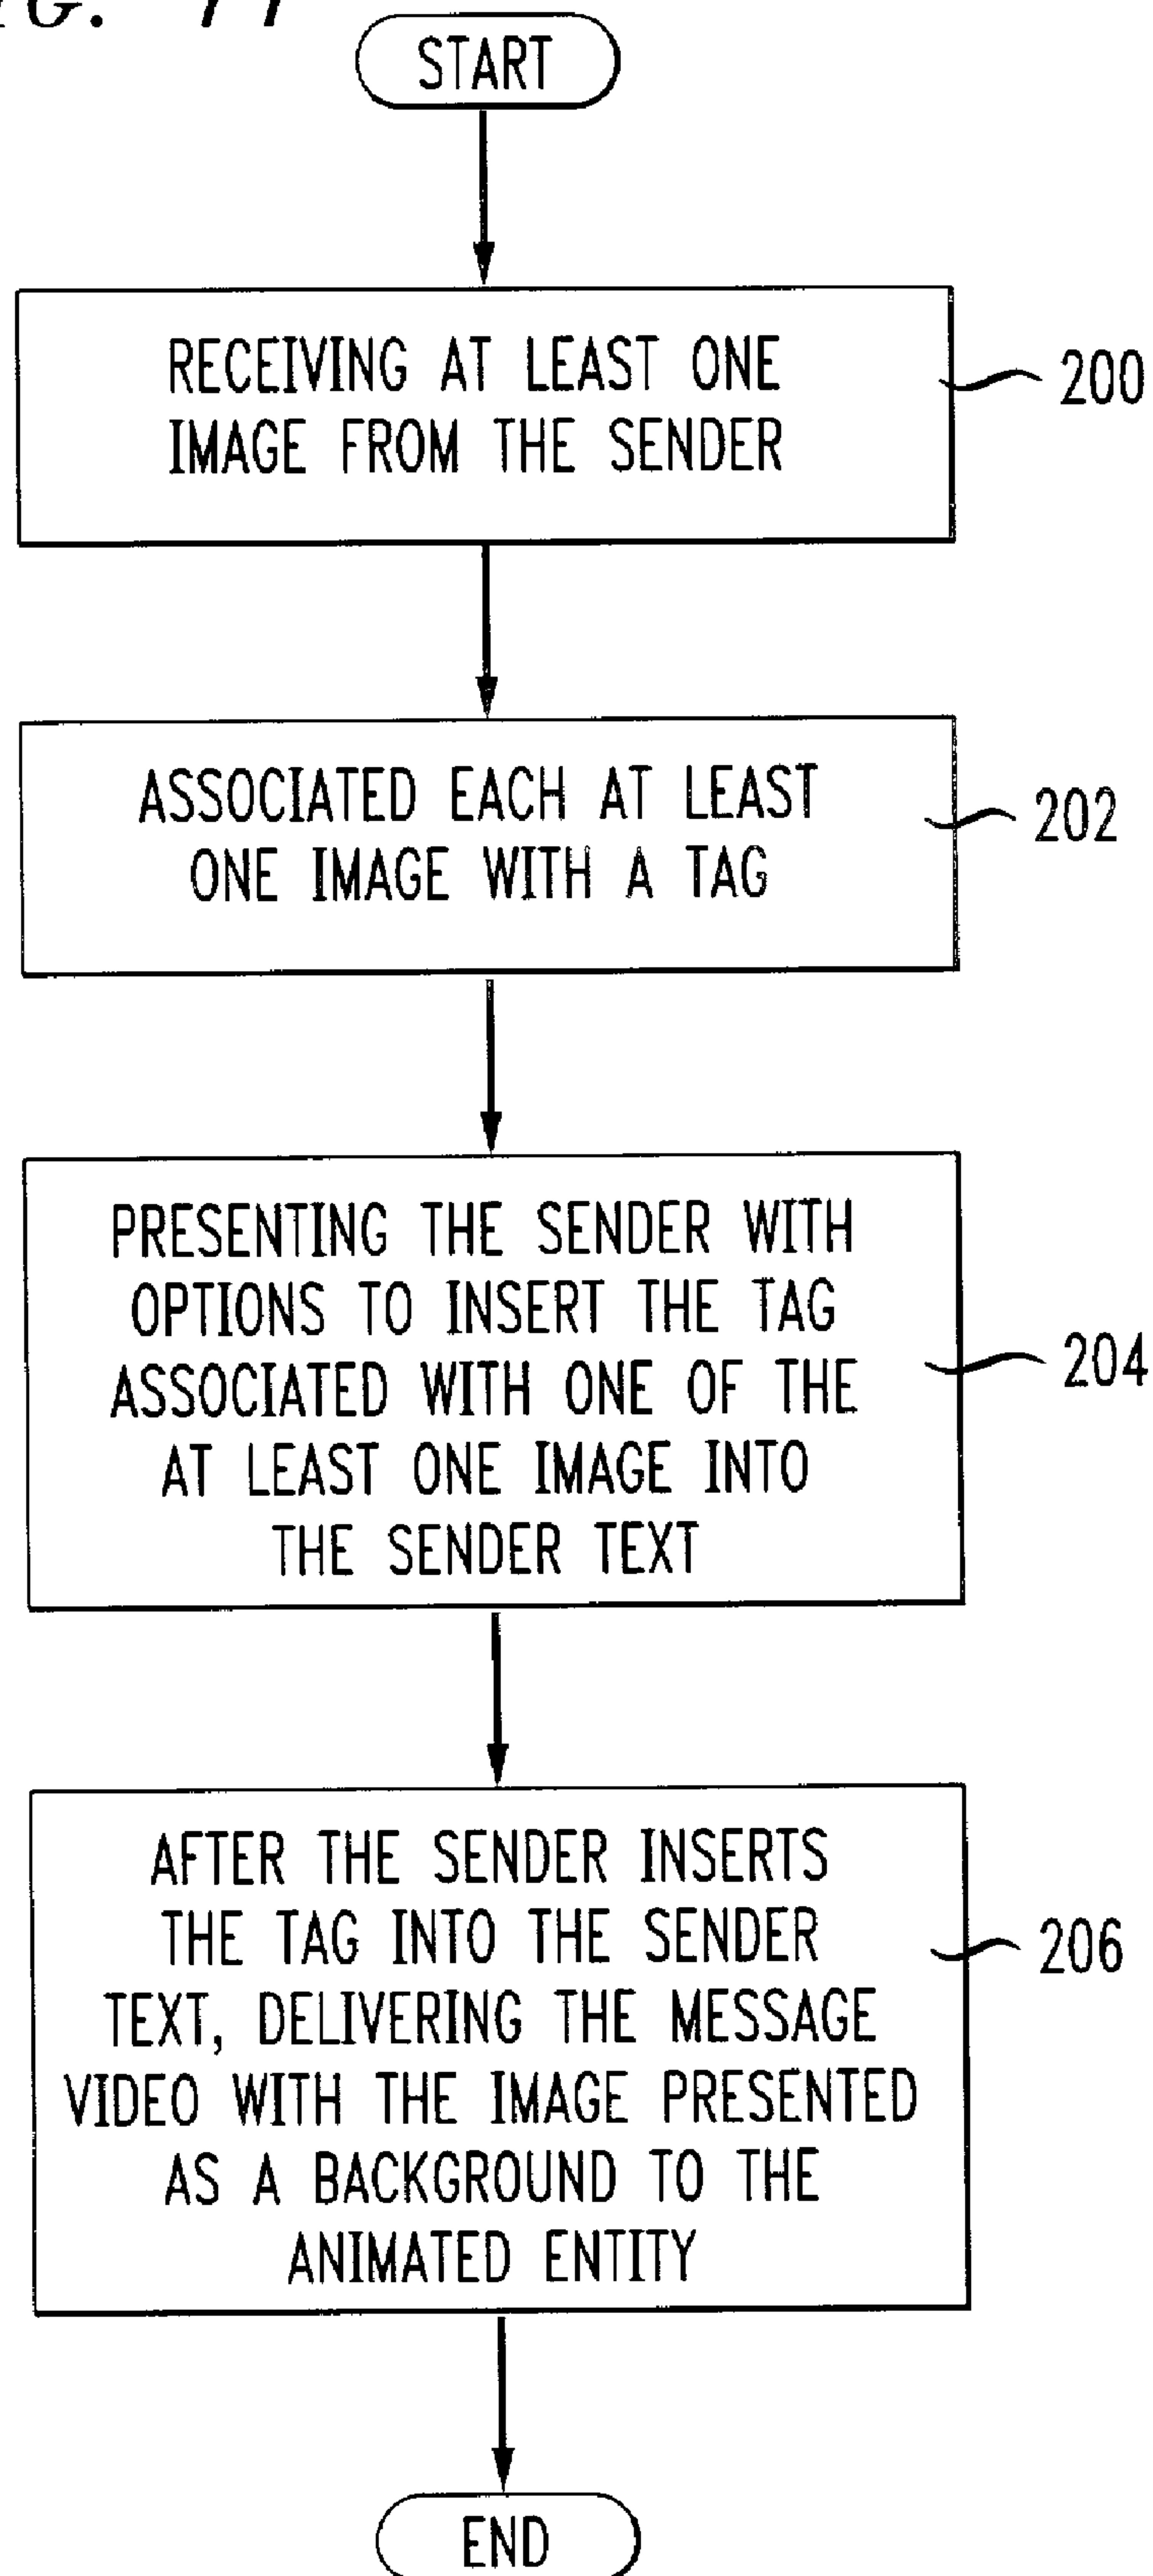 FIG. 11
START
RECEIVING AT LEAST ONE
IMAGE FROM THE SENDER
200
ASSOCIATED EACH AT LEAST
ONE IMAGE WITH A TAG
202
PRESENTING THE SENDER WITH
OPTIONS TO INSERT THE TAG
ASSOCIATED WITH ONE OF THE
AT LEAST ONE IMAGE INTO
THE SENDER TEXT
204
AFTER THE SENDER INSERTS
THE TAG INTO THE SENDER
TEXT, DELIVERING THE MESSAGE
VIDEO WITH THE IMAGE PRESENTED
AS A BACKGROUND TO THE
ANIMATED ENTITY
206
END